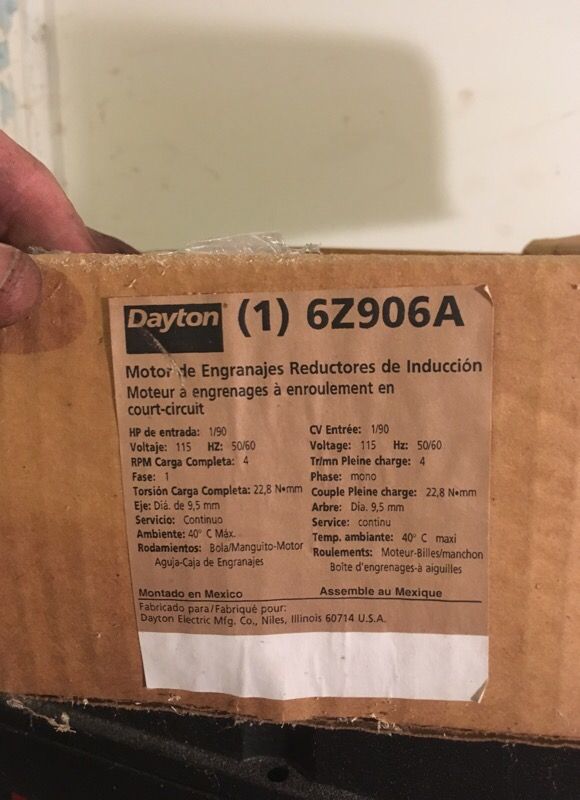 Dayton® (1) 6Z906A
Motor de Engranajes Reductores de Inducción
Moteur à engrenages à enroulement en
court-circuit
HP de entrada: 1/90
Voltaje: 115 HZ: 50/60
RPM Carga Completa: 4
Fase: 1
Torsión Carga Completa: 22,8 N•mm
Eje: Diá. de 9,5 mm
Servicio: Continuo
Ambiente: 40° C Máx.
Rodamientos: Bola/Manguito-Motor
Aguja-Caja de Engranajes
CV Entrée: 1/90
Voltage: 115 Hz: 50/60
Tr/mn Pleine charge: 4
Phase: mono
Couple Pleine charge: 22,8 N•mm
Arbre: Dia. 9,5 mm
Service: continu
Temp. ambiante: 40° C maxi
Roulements: Moteur-Billes/manchon
Boîte d'engrenages-à aiguilles
Montado en Mexico Assemble au Mexique
Fabricado para/Fabriqué pour:
Dayton Electric Mfg. Co., Niles, Illinois 60714 U.S.A.